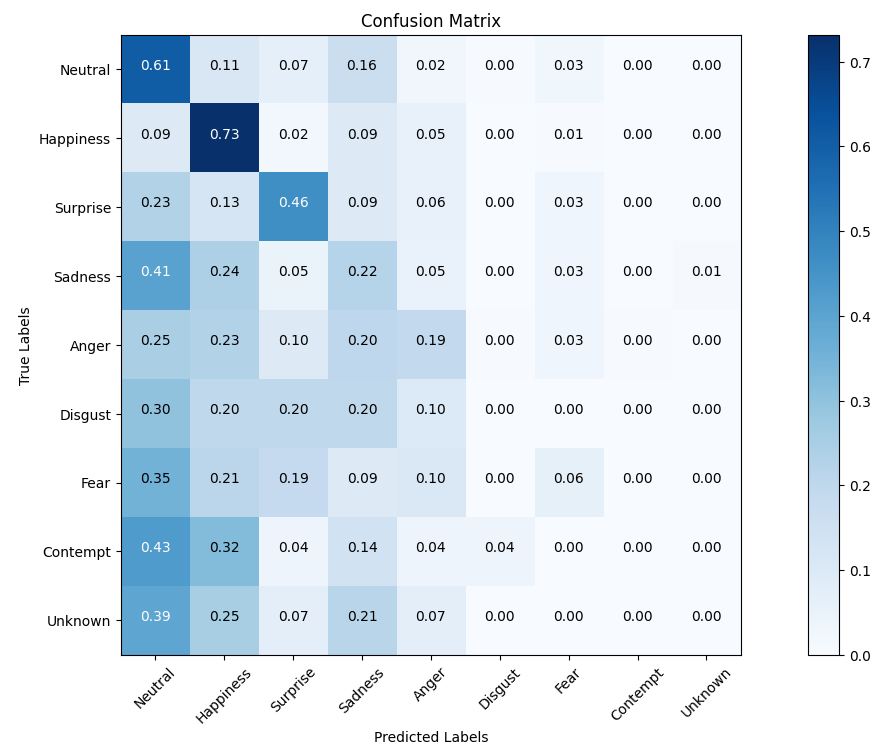 Confusion Matrix
Neutral 0.61 0.11 0.07 0.16 0.02 0.00 0.03 0.00 0.00
Happiness 0.09 0.73 0.02 0.09 0.05 0.00 0.01 0.00 0.00
Surprise 0.23 0.13 0.46 0.09 0.06 0.00 0.03 0.00 0.00
Sadness 0.41 0.24 0.05 0.22 0.05 0.00 0.03 0.00 0.01
Anger 0.25 0.23 0.10 0.20 0.19 0.00 0.03 0.00 0.00
Disgust 0.30 0.20 0.20 0.20 0.10 0.00 0.00 0.00 0.00
Fear 0.35 0.21 0.19 0.09 0.10 0.00 0.06 0.00 0.00
Contempt 0.43 0.32 0.04 0.14 0.04 0.04 0.00 0.00 0.00
Unknown 0.39 0.25 0.07 0.21 0.07 0.00 0.00 0.00 0.00
True Labels
Neutral Happiness Surprise Sadness Anger Disgust Fear Contempt Unknown
Predicted Labels
0.7
0.6
0.5
0.4
0.3
0.2
0.1
0.0